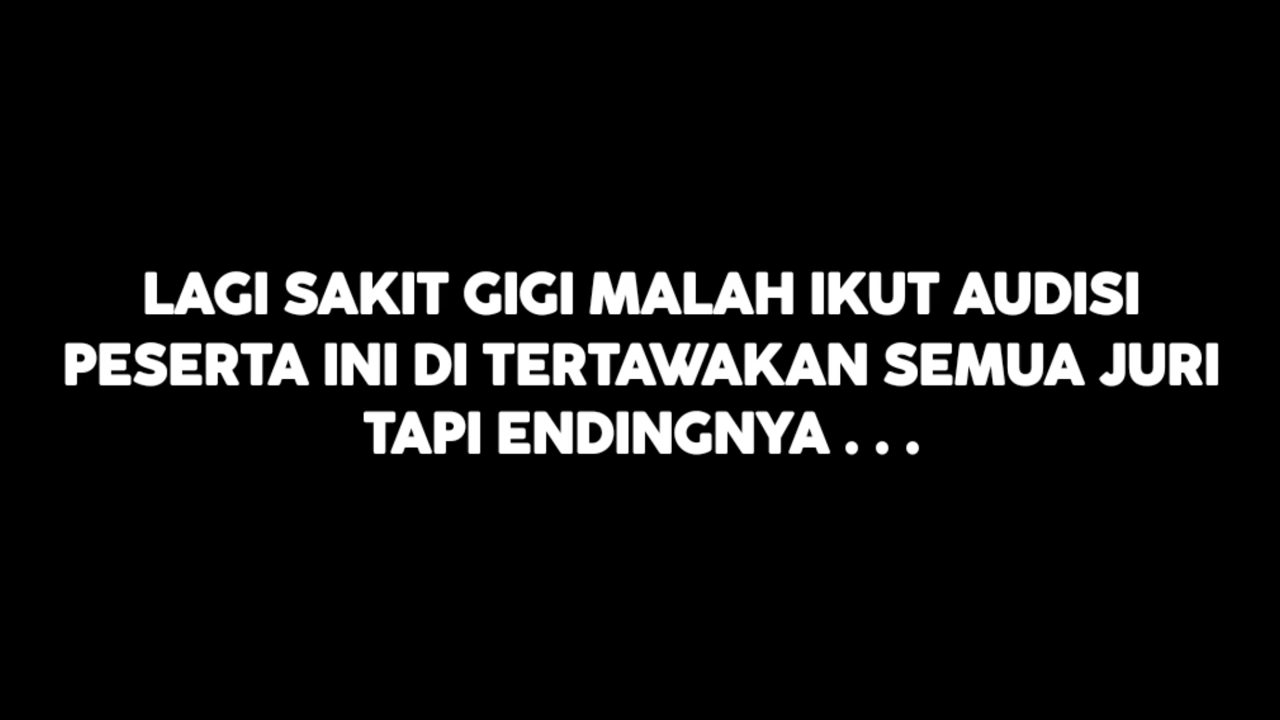 LAGI SAKIT GIGI MALAH IKUT AUDISI
PESERTA INI DI TERTAWAKAN SEMUA JURI
TAPI ENDINGNYA . . .